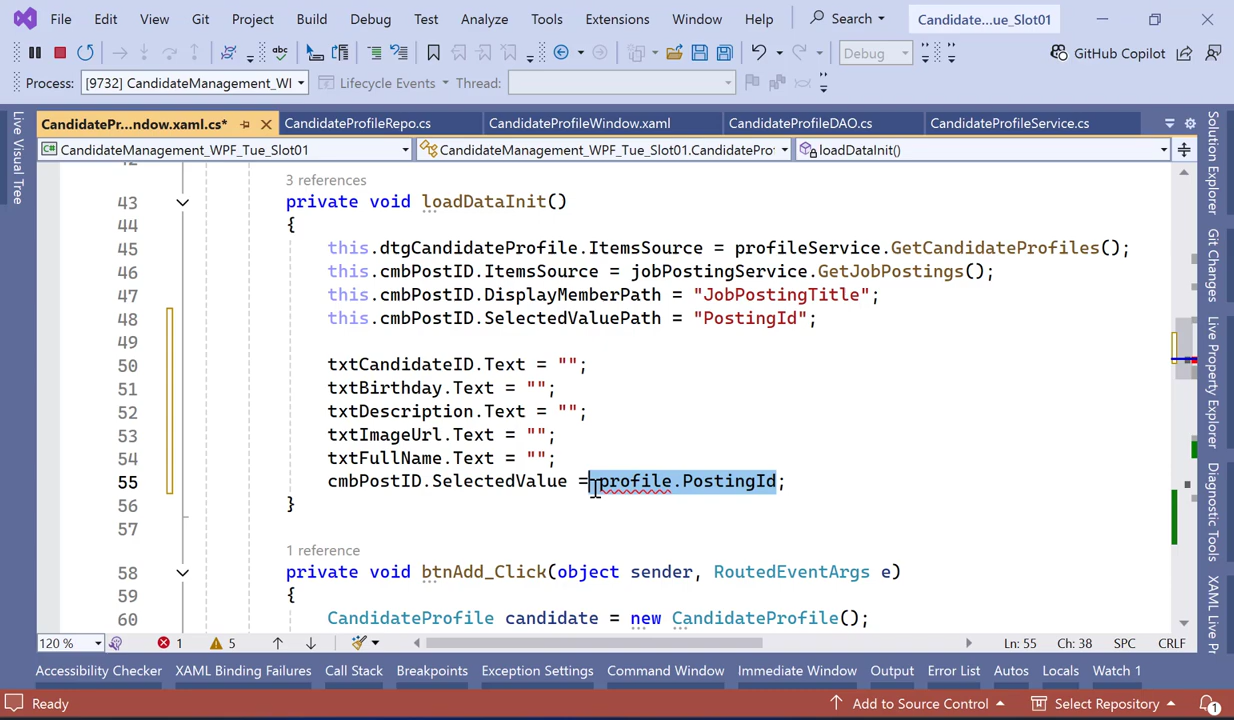 File Edit View Git Project Build Debug Test Analyze Tools Extensions Window Help Search Candidate...ue_Slot01
Debug GitHub Copilot
Process: [9732] CandidateManagement_WI Lifecycle Events Thread:
CandidatePr...ndow.xaml.cs* CandidateProfileRepo.cs CandidateProfileWindow.xaml CandidateProfileDAO.cs CandidateProfileService.cs
CandidateManagement_WPF_Tue_Slot01 CandidateManagement_WPF_Tue_Slot01.CandidatePro loadDataInit()
3 references
43 private void loadDataInit()
44 {
45 this.dtgCandidateProfile.ItemsSource = profileService.GetCandidateProfiles();
46 this.cmbPostID.ItemsSource = jobPostingService.GetJobPostings();
47 this.cmbPostID.DisplayMemberPath = "JobPostingTitle";
48 this.cmbPostID.SelectedValuePath = "PostingId";
49
50 txtCandidateID.Text = "";
51 txtBirthday.Text = "";
52 txtDescription.Text = "";
53 txtImageUrl.Text = "";
54 txtFullName.Text = "";
55 cmbPostID.SelectedValue = profile.PostingId;
56 }
57
1 reference
58 private void btnAdd_Click(object sender, RoutedEventArgs e)
59 {
60 CandidateProfile candidate = new CandidateProfile();
120 % 1 5 Ln: 55 Ch: 38 SPC CRLF
Accessibility Checker XAML Binding Failures Call Stack Breakpoints Exception Settings Command Window Immediate Window Output Error List Autos Locals Watch 1
Ready Add to Source Control Select Repository 1
Live Visual Tree
Solution Explorer
Git Changes
Live Property Explorer
Diagnostic Tools
XAML Live Pr